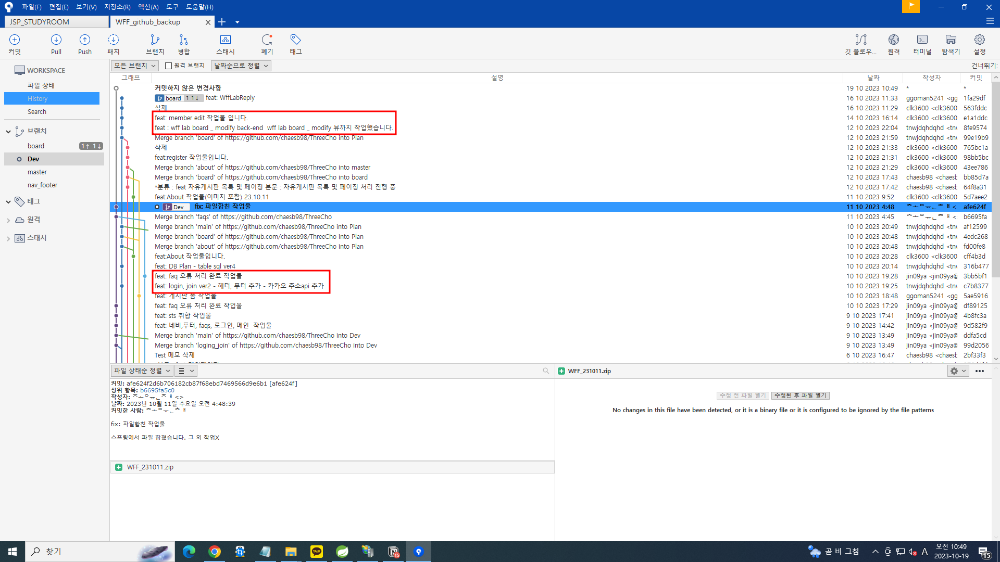 파일(F) 편집(E) 보기(V) 저장소(R) 액션(A) 도구 도움말(H)
JSP_STUDYROOM WFF_github_backup
커밋 Pull Push 패치 브랜치 병합 스태시 폐기 태그 깃 플로우... 원격 터미널 탐색기 설정
WORKSPACE
파일 상태
History
Search
브랜치
board 1↑ 1↓
Dev
master
nav_footer
태그
원격
스태시
모든 브랜치 원격 브랜치 날짜순으로 정렬 건너뛰기:
그래프 설명 날짜 작성자 커밋
커밋하지 않은 변경사항 19 10 2023 10:49 * *
board 1 1↓ feat: WffLabReply 16 10 2023 11:33 ggoman5241 <gg 1fa29df
삭제 16 10 2023 11:29 clk3600 <clk3600 563fddc
feat: member edit 작업물 입니다. 14 10 2023 16:14 clk3600 <clk3600 e1a1ddc
feat : wff lab board _ modify back-end  wff lab board _ modify 뷰까지 작업했습니다. 12 10 2023 22:04 tnwjdqhdqhd <tnv 8fe9574
Merge branch 'board' of https://github.com/chaesb98/ThreeCho into Plan 12 10 2023 21:59 tnwjdqhdqhd <tnv 99e19b9
삭제 12 10 2023 21:33 clk3600 <clk3600 765bc1a
feat:register 작업물입니다. 12 10 2023 21:31 clk3600 <clk3600 98bb5bc
Merge branch 'about' of https://github.com/chaesb98/ThreeCho into master 12 10 2023 21:29 clk3600 <clk3600 43ee786
Merge branch 'board' of https://github.com/chaesb98/ThreeCho into board 12 10 2023 17:43 chaesb98 <chaesb bb85d7a
*분류 : feat 자유게시판 목록 및 페이징 본문 : 자유게시판 목록 및 페이징 처리 진행 중 12 10 2023 17:42 chaesb98 <chaesb 64f8a31
feat:About 작업물(이미지 포함) 23.10.11 11 10 2023 9:52 clk3600 <clk3600 5d7aee2
Dev fix: 파일합친 작업물 11 10 2023 4:48 조유ᄂ채 < afe624f
Merge branch 'faqs' of https://github.com/chaesb98/ThreeCho 11 10 2023 4:45 조유ᄂ채 <: b6695fa
Merge branch 'main' of https://github.com/chaesb98/ThreeCho into Plan 10 10 2023 20:49 tnwjdqhdqhd <tnv af12599
Merge branch 'board' of https://github.com/chaesb98/ThreeCho into Plan 10 10 2023 20:48 tnwjdqhdqhd <tnv 4edc268
Merge branch 'about' of https://github.com/chaesb98/ThreeCho into Plan 10 10 2023 20:48 tnwjdqhdqhd <tnv fd00fe8
feat:About 작업물입니다. 10 10 2023 20:28 clk3600 <clk3600 cff4b3d
feat: DB Plan - table sql ver4 10 10 2023 20:14 tnwjdqhdqhd <tnv 316b477
feat: faq 오류 처리 완료 작업물 10 10 2023 19:28 jin09ya <jin09ya@ 3bb5bf1
feat: login, join ver2 - 헤더, 푸터 추가 - 카카오 주소api 추가 10 10 2023 19:25 tnwjdqhdqhd <tnv c7b8377
feat: 게시판 폼 작업물 10 10 2023 18:48 ggoman5241 <gg 5ae5916
feat: faq 오류 처리 완료 작업물 10 10 2023 17:29 jin09ya <jin09ya@ df89125
feat: sts 취합 작업물 9 10 2023 17:41 jin09ya <jin09ya@ 4b8fc3a
feat: 네비,푸터, faqs, 로그인, 메인  작업물 9 10 2023 14:42 jin09ya <jin09ya@ 9d582f9
Merge branch 'main' of https://github.com/chaesb98/ThreeCho into Dev 9 10 2023 13:49 jin09ya <jin09ya@ ddfa5cd
Merge branch 'loging_join' of https://github.com/chaesb98/ThreeCho into Dev 9 10 2023 13:49 jin09ya <jin09ya@ 99d2056
Test 메모 삭제 6 10 2023 16:47 chaesb98 <chaesb 2bf33f3
파일 상태순 정렬
WFF_231011.zip
커밋: afe624f2d6b706182cb87f68ebd7469566d9e6b1 [afe624f]
상위 항목: b6695fa5c0
작성자: 조유ᄂ채 <>
날짜: 2023년 10월 11일 수요일 오전 4:48:39
커밋한 사람: 조유ᄂ채
fix: 파일합친 작업물
스프링에서 파일 합쳤습니다. 그 외 작업X
WFF_231011.zip
수정 전 파일 열기 수정된 후 파일 열기
No changes in this file have been detected, or it is a binary file or it is configured to be ignored by the file patterns
찾기 TALK 15 곧 비 그침 A 오전 10:49
2023-10-19 15